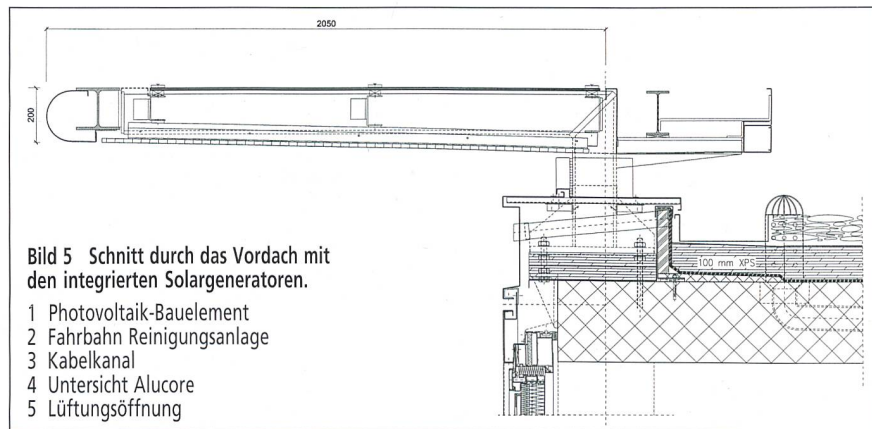 2050
200
100 mm XPS
Bild 5 Schnitt durch das Vordach mit
den integrierten Solargeneratoren.
1 Photovoltaik-Bauelement
2 Fahrbahn Reinigungsanlage
3 Kabelkanal
4 Untersicht Alucore
5 Lüftungsöffnung